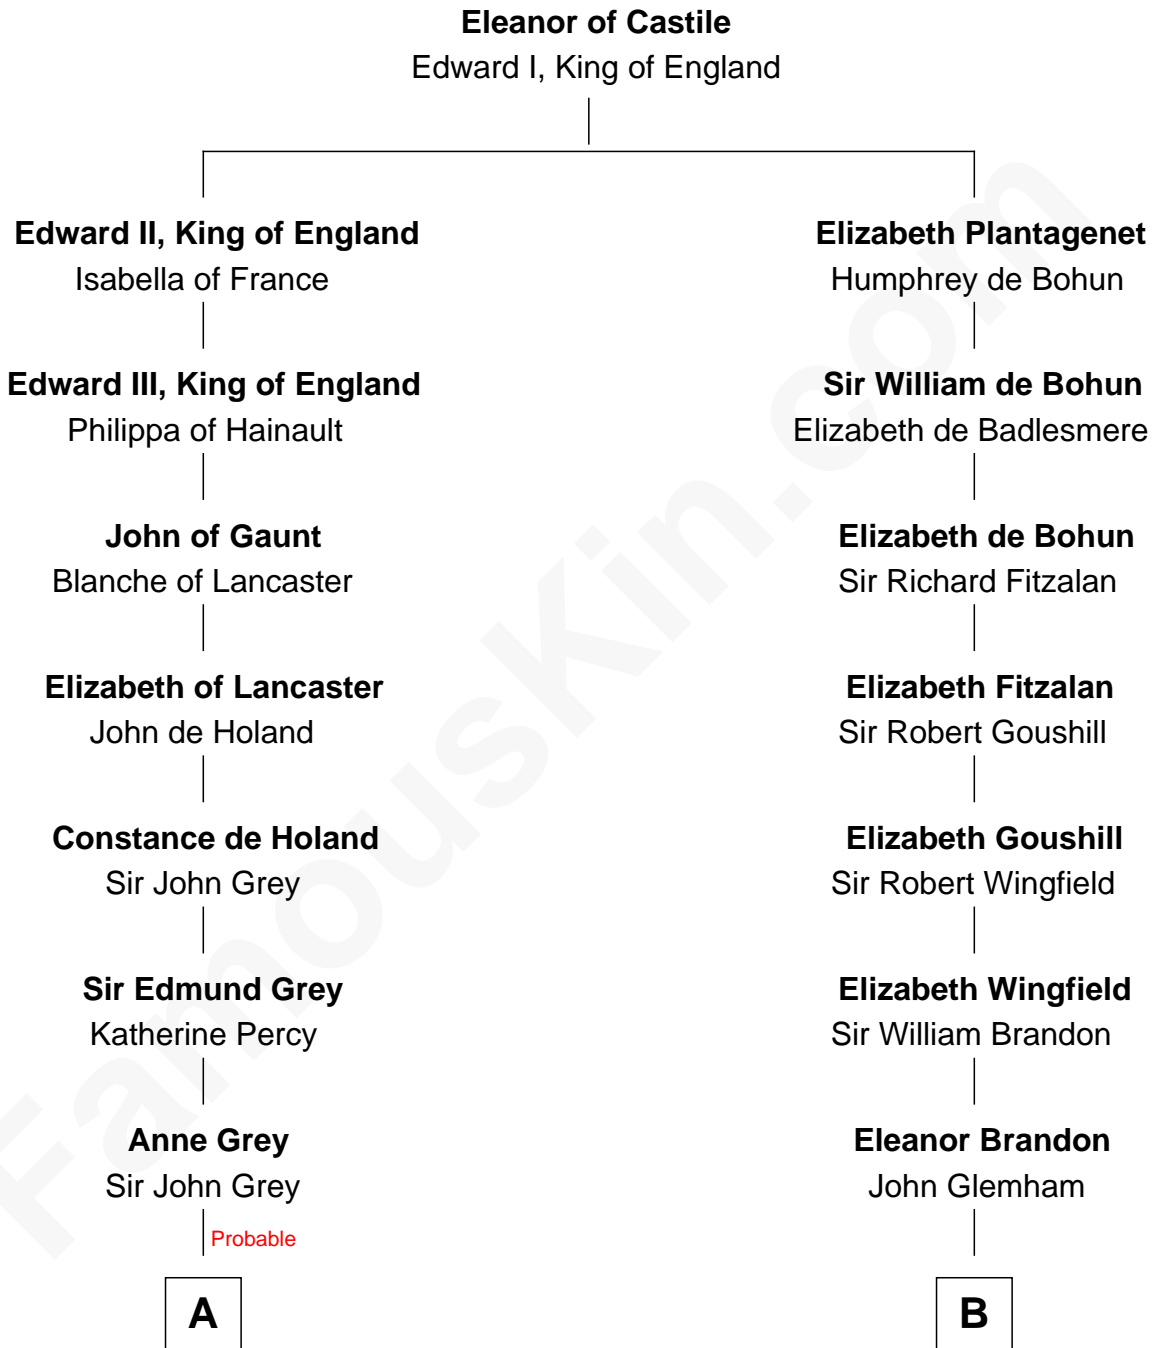 Eleanor of Castile
Edward I, King of England
Edward II, King of England
Isabella of France
Elizabeth Plantagenet
Humphrey de Bohun
Edward III, King of England
Philippa of Hainault
Sir William de Bohun
Elizabeth de Badlesmere
John of Gaunt
Blanche of Lancaster
Elizabeth de Bohun
Sir Richard Fitzalan
Elizabeth of Lancaster
John de Holand
Elizabeth Fitzalan
Sir Robert Goushill
Constance de Holand
Sir John Grey
Elizabeth Goushill
Sir Robert Wingfield
Sir Edmund Grey
Katherine Percy
Elizabeth Wingfield
Sir William Brandon
Anne Grey
Sir John Grey
Eleanor Brandon
John Glemham
Probable
A
B
FamousKin.com